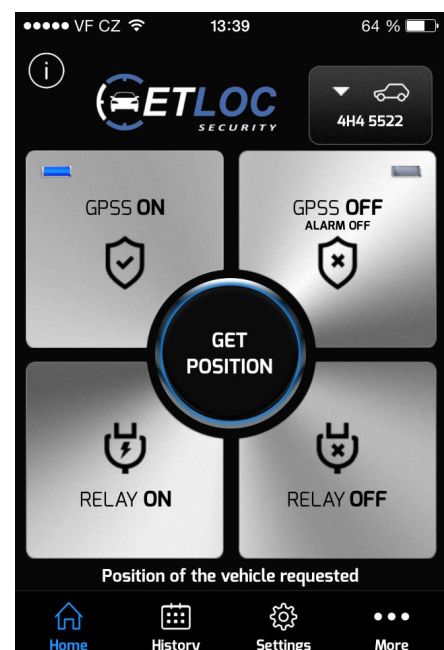 VF CZ 13:39 64 %
ETLOC
SECURITY
4H4 5522
GPSS ON
GPSS OFF
ALARM OFF
GET
POSITION
RELAY ON
RELAY OFF
Position of the vehicle requested
Home History Settings More